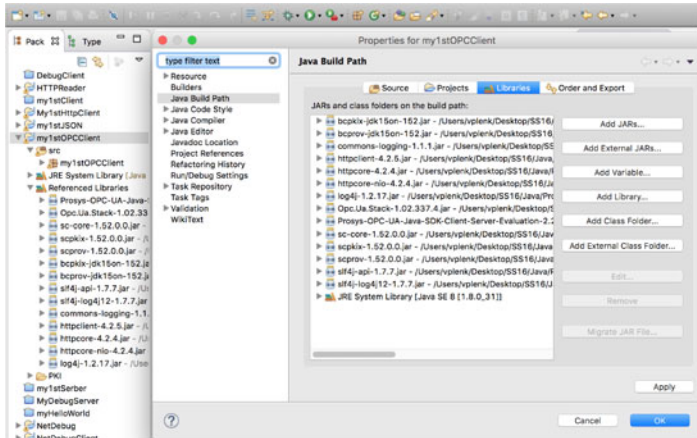 Pack
Type
DebugClient
HTTPReader
my1stClient
My1stHttpClient
my1stJSON
my1stOPCClient
src
my1stOPCClient
JRE System Library [Java
Referenced Libraries
Prosys-OPC-UA-Java-
Opc.Ua.Stack-1.02.33
sc-core-1.52.0.0.jar -
scpkix-1.52.0.0.jar - /
scprov-1.52.0.0.jar -
bcpkix-jdk15on-152.ja
bcprov-jdk15on-152.j
slf4j-api-1.7.7.jar - /U
slf4j-log4j12-1.7.7.jar
commons-logging-1.1.
httpclient-4.2.5.jar - /
httpcore-4.2.4.jar - /U
httpcore-nio-4.2.4.jar
log4j-1.2.17.jar - /Use
PKI
my1stSerber
MyDebugServer
myHelloWorld
NetDebug
NetDebugClient
Properties for my1stOPCClient
type filter text
Resource
Builders
Java Build Path
Java Code Style
Java Compiler
Java Editor
Javadoc Location
Project References
Refactoring History
Run/Debug Settings
Task Repository
Task Tags
Validation
WikiText
Java Build Path
Source
Projects
Libraries
Order and Export
JARs and class folders on the build path:
bcpkix-jdk15on-152.jar - /Users/vplenk/Desktop/SS16/
bcprov-jdk15on-152.jar - /Users/vplenk/Desktop/SS16/
commons-logging-1.1.1.jar - /Users/vplenk/Desktop/SS
httpclient-4.2.5.jar - /Users/vplenk/Desktop/SS16/Java,
httpcore-4.2.4.jar - /Users/vplenk/Desktop/SS16/Java/
httpcore-nio-4.2.4.jar - /Users/vplenk/Desktop/SS16/Ja
log4j-1.2.17.jar - /Users/vplenk/Desktop/SS16/Java/Pro
Opc.Ua.Stack-1.02.337.4.jar - /Users/vplenk/Desktop/S
Prosys-OPC-UA-Java-SDK-Client-Server-Evaluation-2.2
sc-core-1.52.0.0.jar - /Users/vplenk/Desktop/SS16/Jav
scpkix-1.52.0.0.jar - /Users/vplenk/Desktop/SS16/Java
scprov-1.52.0.0.jar - /Users/vplenk/Desktop/SS16/Java
slf4j-api-1.7.7.jar - /Users/vplenk/Desktop/SS16/Java/
slf4j-log4j12-1.7.7.jar - /Users/vplenk/Desktop/SS16/Ja
JRE System Library [Java SE 8 [1.8.0_31]]
Add JARs...
Add External JARs...
Add Variable...
Add Library...
Add Class Folder...
Add External Class Folder...
Edit...
Remove
Migrate JAR File...
Apply
Cancel
OK